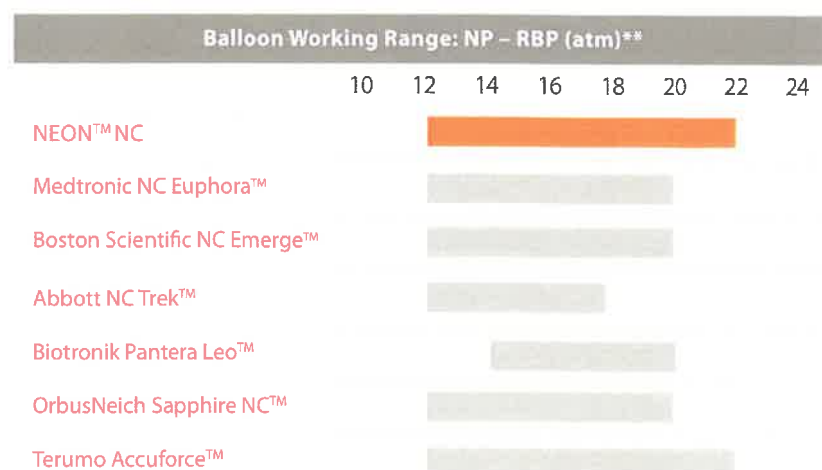 Balloon Working Range: NP – RBP (atm)**
10 12 14 16 18 20 22 24
NEON™ NC
Medtronic NC Euphora™
Boston Scientific NC Emerge™
Abbott NC Trek™
Biotronik Pantera Leo™
OrbusNeich Sapphire NC™
Terumo Accuforce™